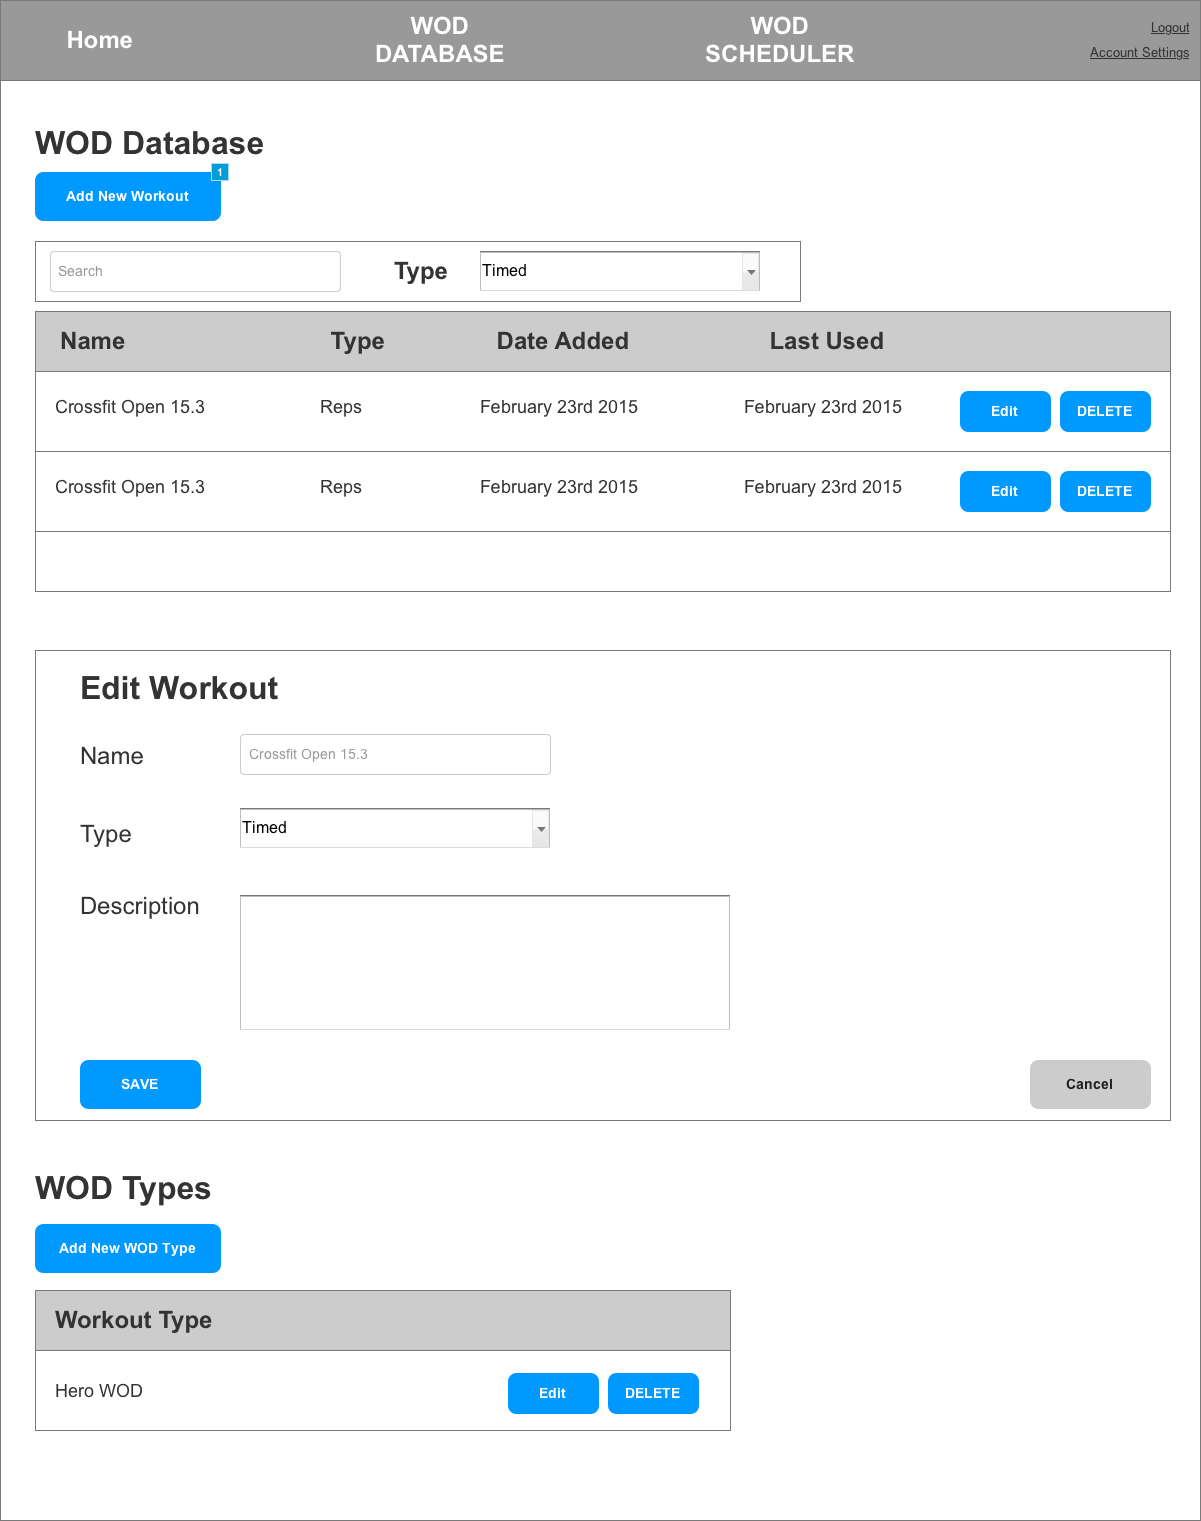 Home
WOD
DATABASE
WOD
SCHEDULER
Logout
Account Settings
WOD Database
1
Add New Workout
Search
Type
Timed
Name Type Date Added Last Used
Crossfit Open 15.3 Reps February 23rd 2015 February 23rd 2015 Edit DELETE
Crossfit Open 15.3 Reps February 23rd 2015 February 23rd 2015 Edit DELETE
Edit Workout
Name Crossfit Open 15.3
Type Timed
Description
SAVE Cancel
WOD Types
Add New WOD Type
Workout Type
Hero WOD Edit DELETE